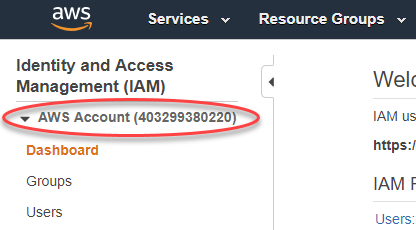 aws
Services
Resource Groups
Identity and Access
Management (IAM)
AWS Account (403299380220)
Dashboard
Groups
Users
Welc
IAM us
https:/
IAM R
Users: